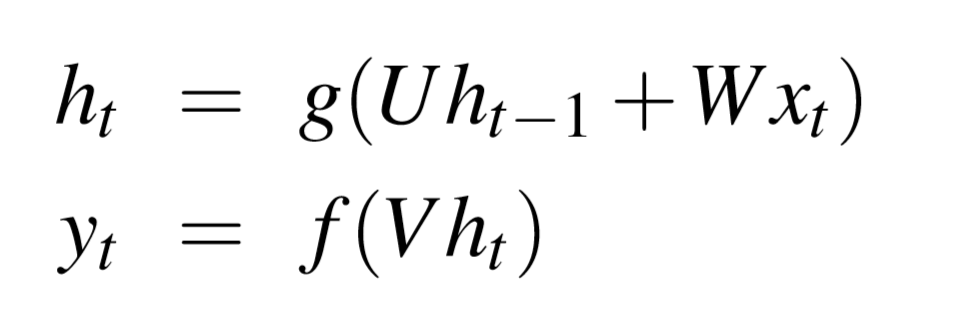 h_t = g(Uh_{t−1} + Wx_t)
y_t = f(Vh_t)